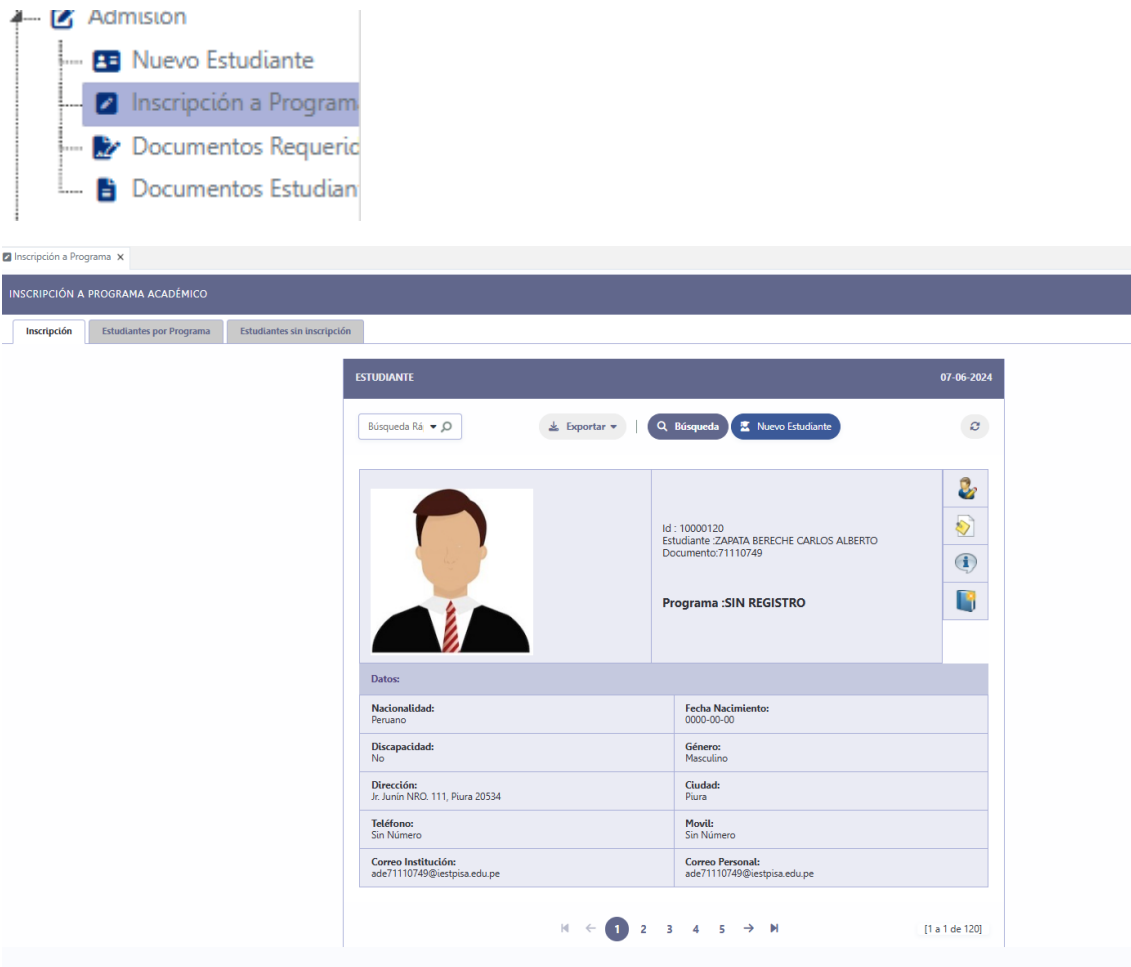 Admisión
Nuevo Estudiante
Inscripción a Program
Documentos Requerid
Documentos Estudian
Inscripción a Programa X
INSCRIPCIÓN A PROGRAMA ACADÉMICO
Inscripción Estudiantes por Programa Estudiantes sin inscripción
ESTUDIANTE 07-06-2024
Búsqueda Rá Exportar | Búsqueda Nuevo Estudiante
Id : 10000120
Estudiante :ZAPATA BERECHE CARLOS ALBERTO
Documento:71110749
Programa :SIN REGISTRO
Datos:
Nacionalidad: Fecha Nacimiento:
Peruano 0000-00-00
Discapacidad: Género:
No Masculino
Dirección: Ciudad:
Jr. Junín NRO. 111, Piura 20534 Piura
Teléfono: Movil:
Sin Número Sin Número
Correo Institución: Correo Personal:
ade71110749@iestpisa.edu.pe ade71110749@iestpisa.edu.pe
1 2 3 4 5 [1 a 1 de 120]